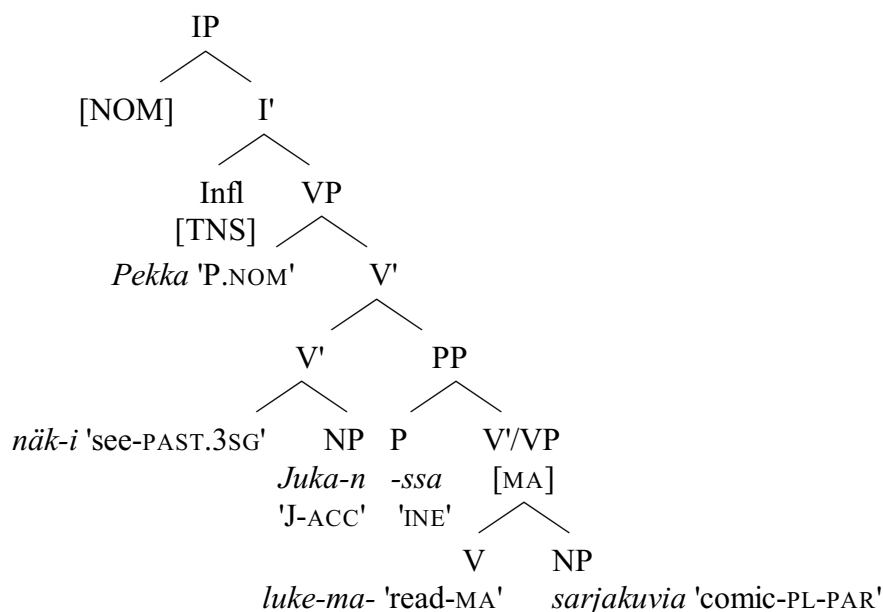 IP
[NOM] I'
Infl VP
[TNS]
Pekka 'P.NOM' V'
V' PP
näk-i 'see-PAST.3SG' NP P V'/VP
Juka-n -ssa [MA]
'J-ACC' 'INE'
V NP
luke-ma- 'read-MA' sarjakuvia 'comic-PL-PAR'